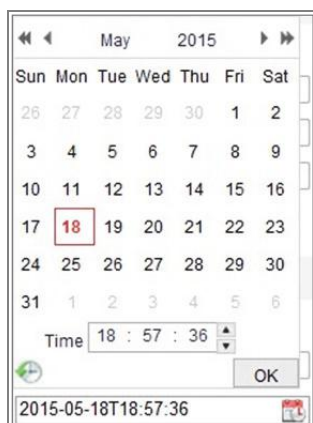 May 2015
Sun Mon Tue Wed Thu Fri Sat
26 27 28 29 30 1 2
3 4 5 6 7 8 9
10 11 12 13 14 15 16
17 18 19 20 21 22 23
24 25 26 27 28 29 30
31 1 2 3 4 5 6
Time 18 : 57 : 36
OK
2015-05-18T18:57:36